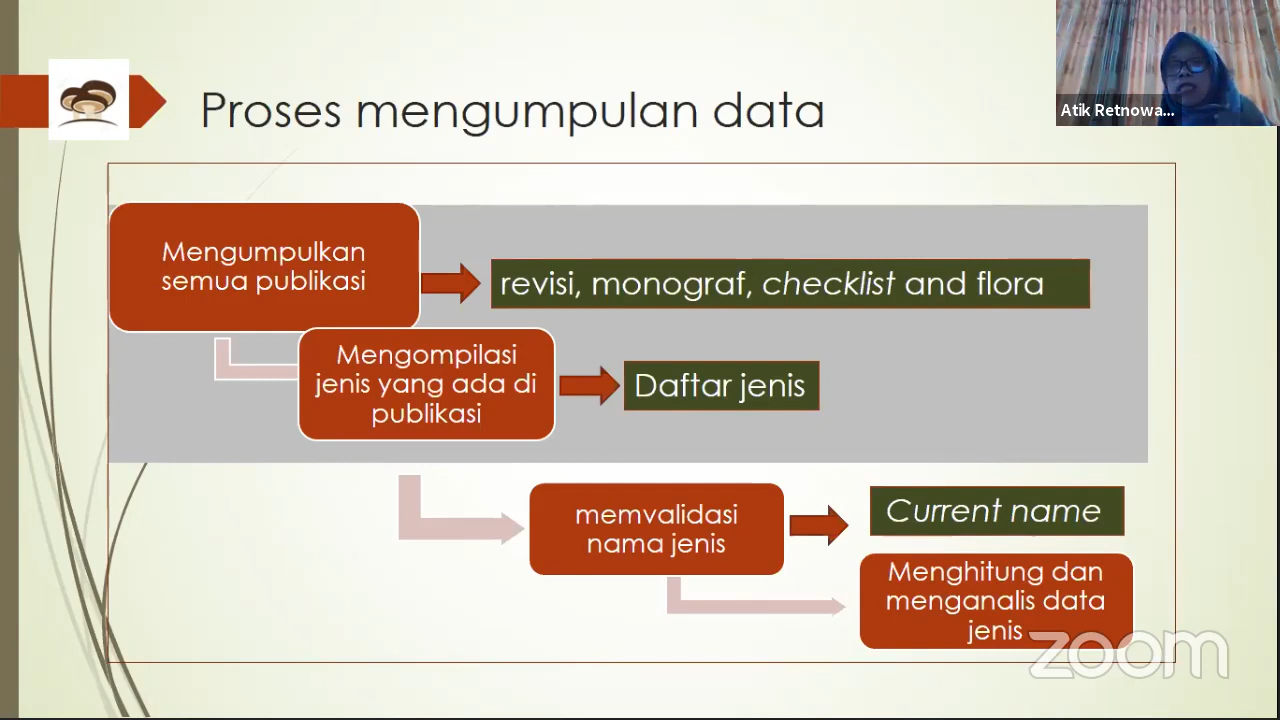 Proses mengumpulan data
Atik Retnowa...
Mengumpulkan
semua publikasi
revisi, monograf, checklist and flora
Mengompilasi
jenis yang ada di
publikasi
Daftar jenis
memvalidasi
nama jenis
Current name
Menghitung dan
menganalis data
jenis
zoom